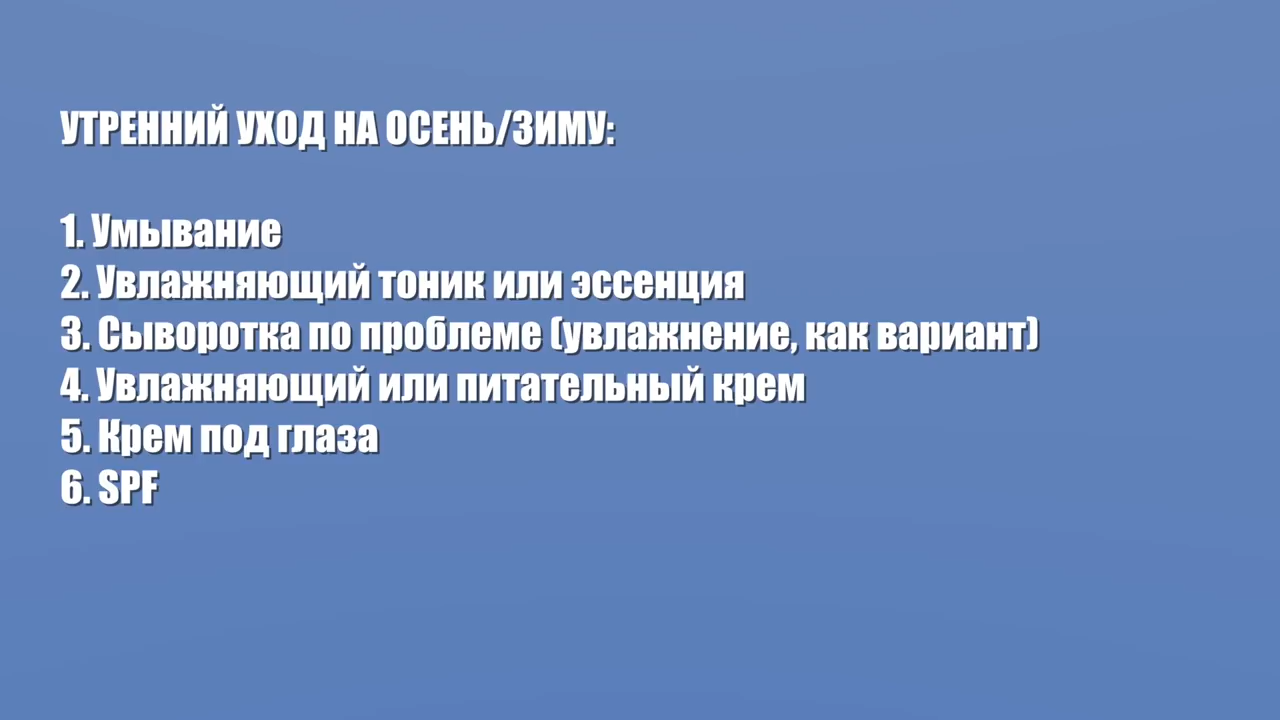 УТРЕННИЙ УХОД НА ОСЕНЬ/ЗИМУ:
1. Умывание
2. Увлажняющий тоник или эссенция
3. Сыворотка по проблеме (увлажнение, как вариант)
4. Увлажняющий или питательный крем
5. Крем под глаза
6. SPF